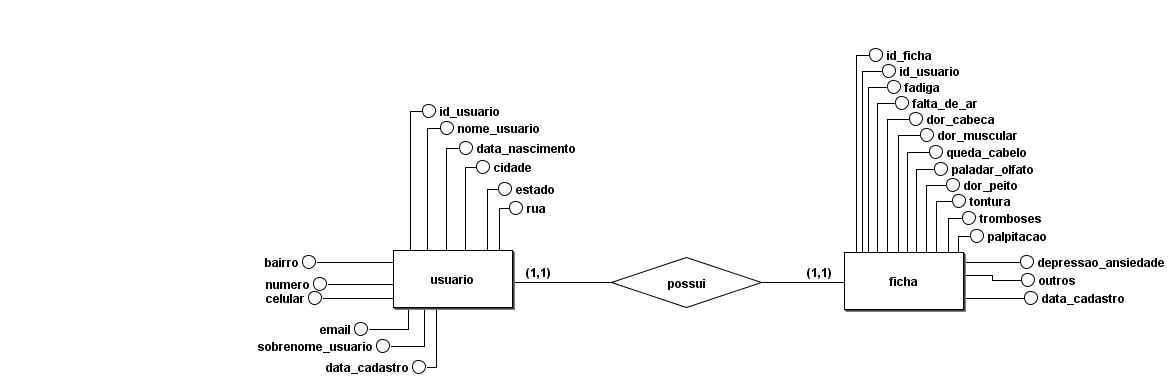 id_usuario
nome_usuario
data_nascimento
cidade
estado
rua
bairro
numero
celular
usuario
email
sobrenome_usuario
data_cadastro
(1,1)
possui
(1,1)
id_ficha
id_usuario
fadiga
falta_de_ar
dor_cabeca
dor_muscular
queda_cabelo
paladar_olfato
dor_peito
tontura
tromboses
palpitacao
ficha
depressao_ansiedade
outros
data_cadastro